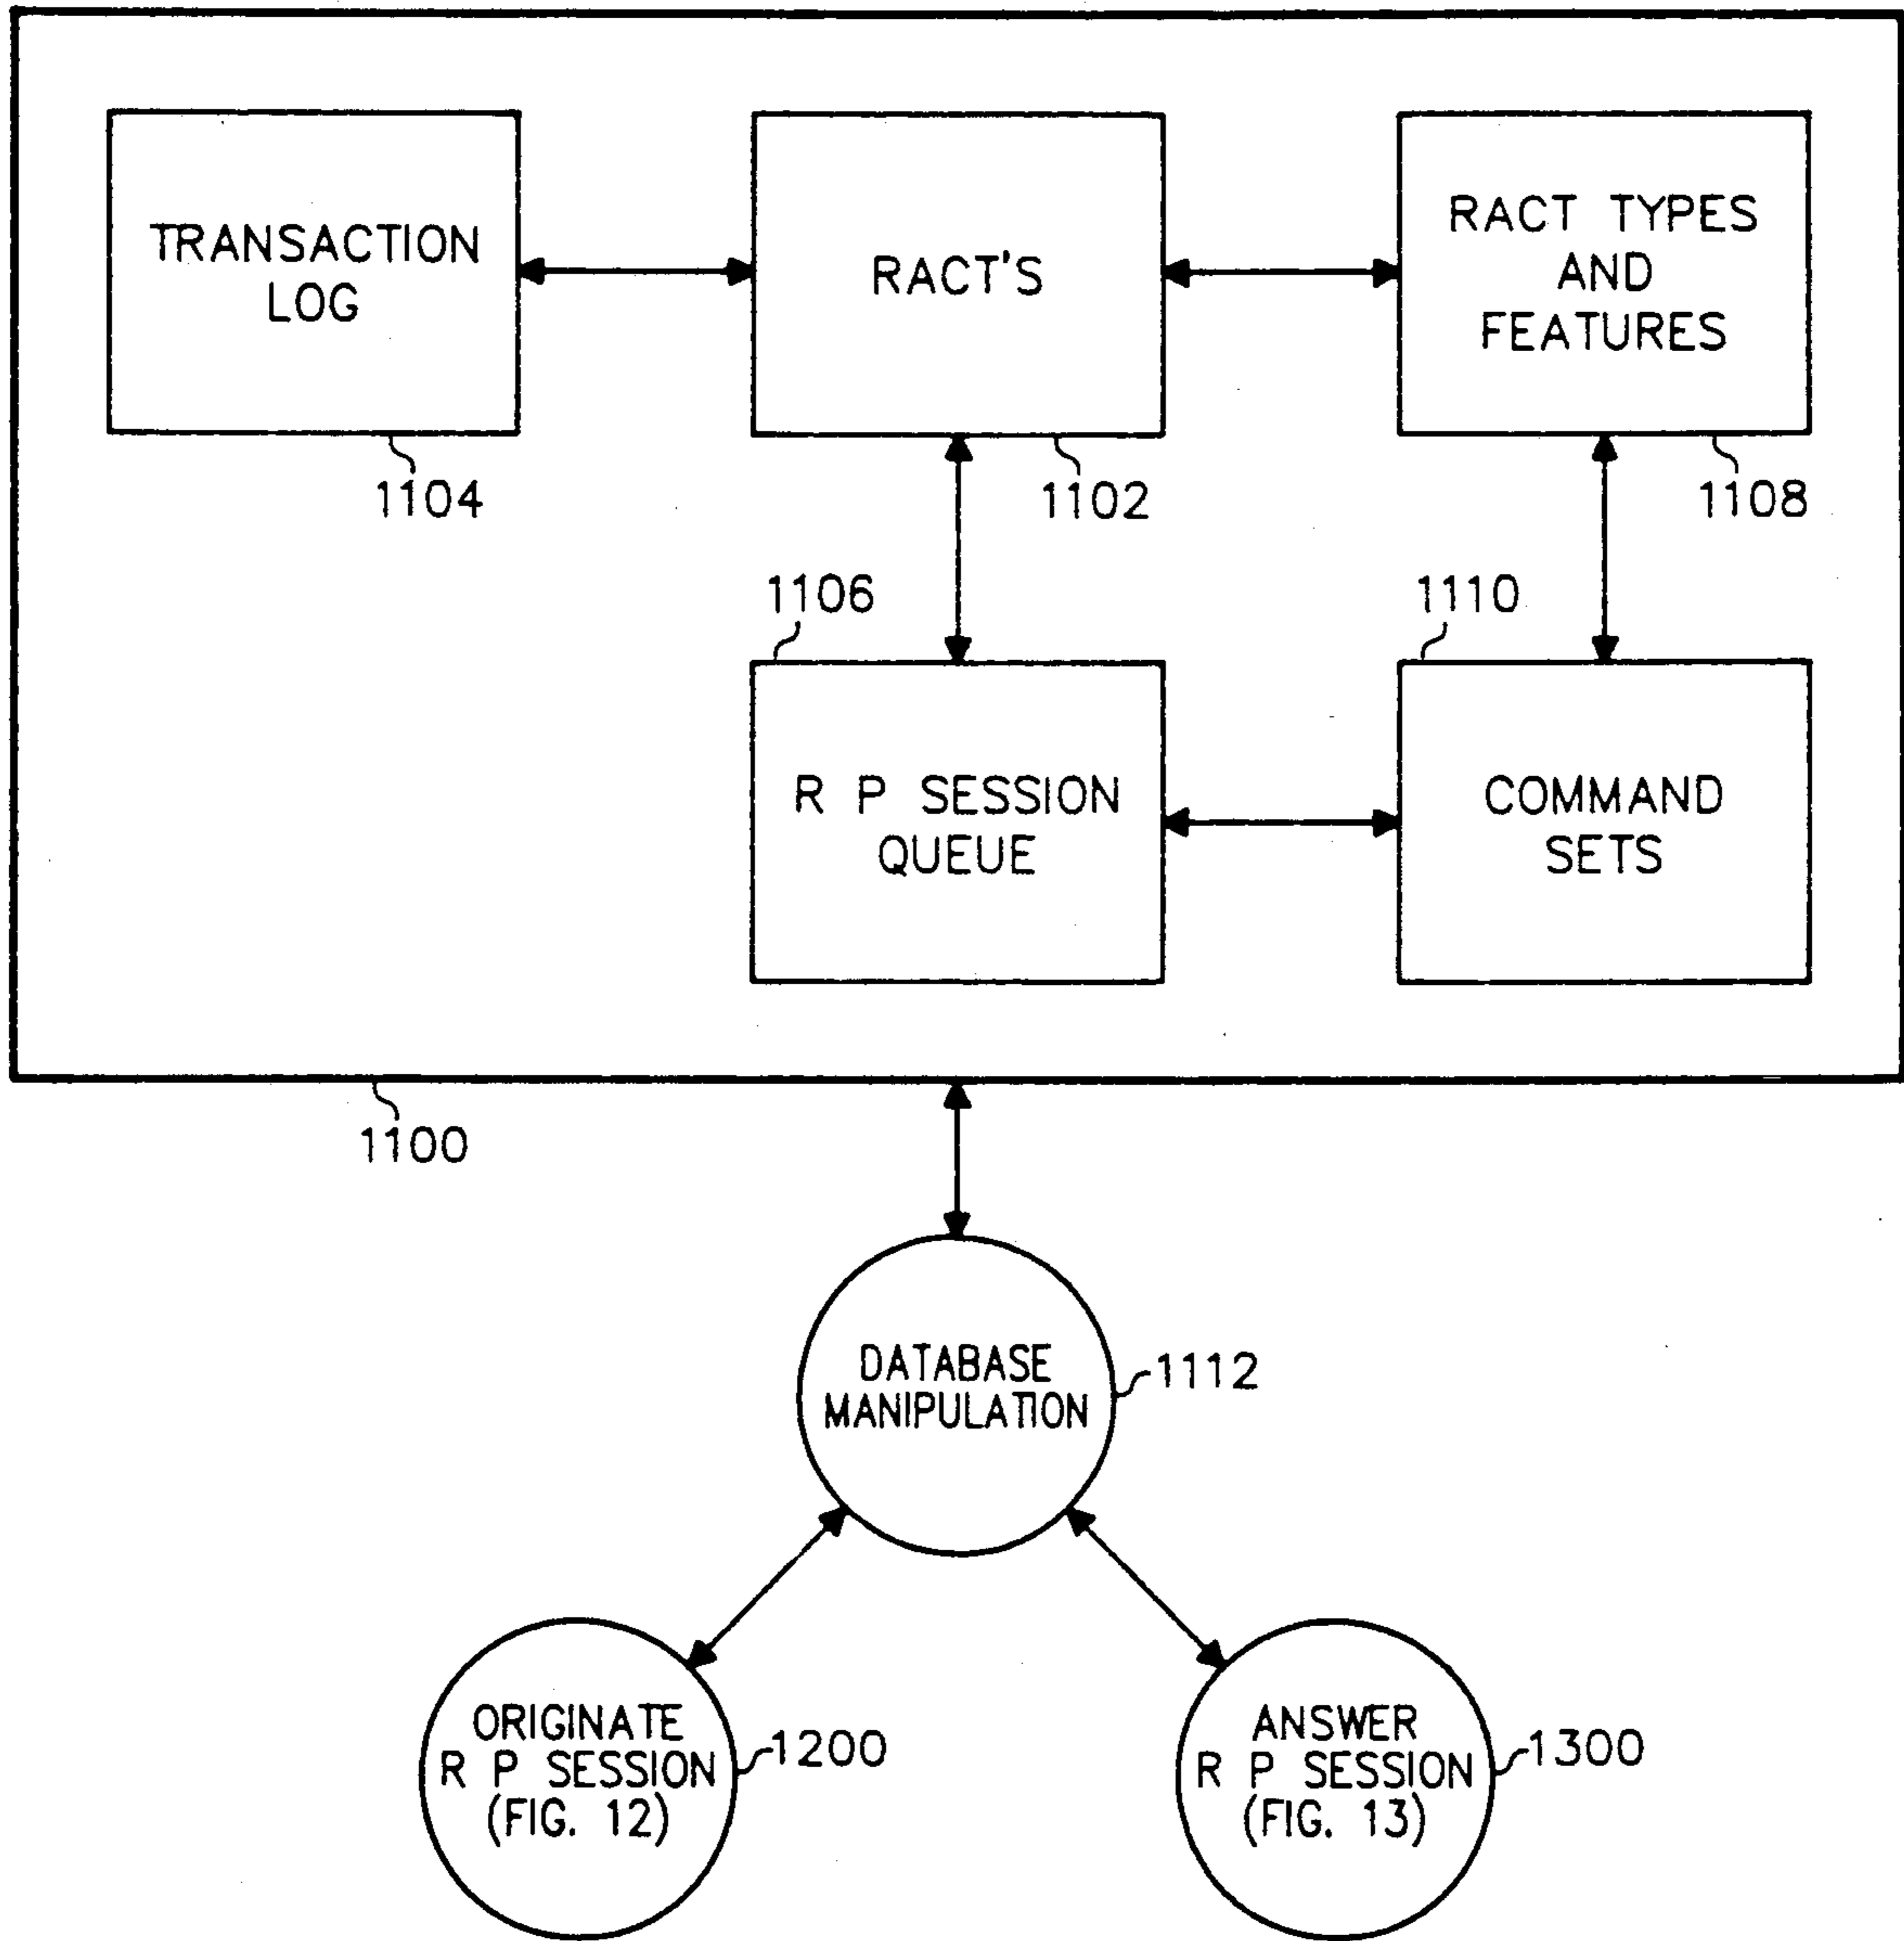 TRANSACTION
LOG
1104
RACT'S
1102
RACT TYPES
AND
FEATURES
1108
1106
R P SESSION
QUEUE
1110
COMMAND
SETS
1100
DATABASE
MANIPULATION
1112
ORIGINATE
R P SESSION
(FIG. 12)
1200
ANSWER
R P SESSION
(FIG. 13)
1300